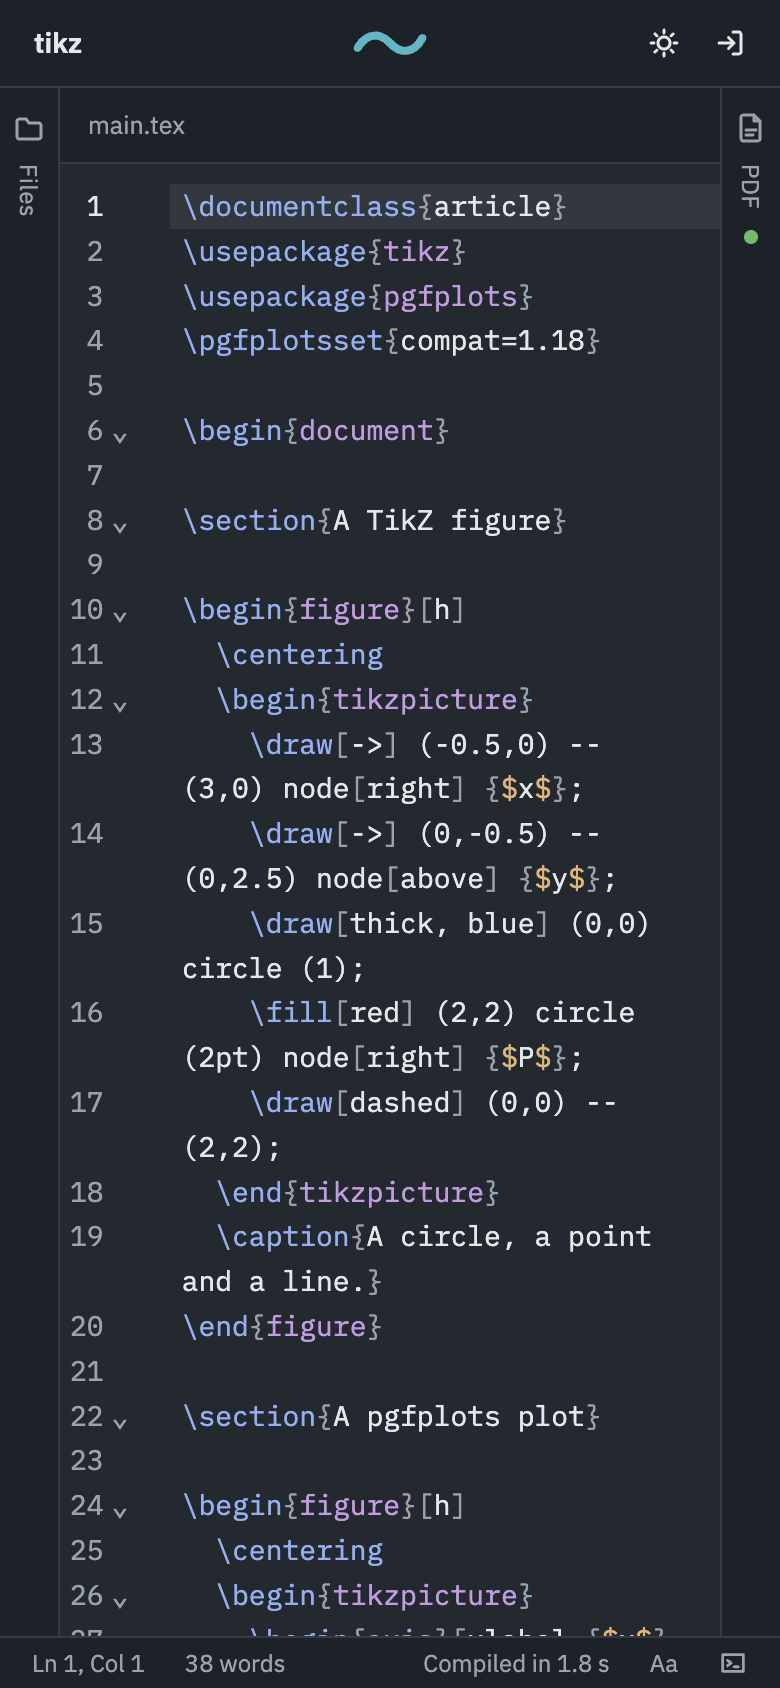 tikz
Files
main.tex
PDF
1 \documentclass{article}
2 \usepackage{tikz}
3 \usepackage{pgfplots}
4 \pgfplotsset{compat=1.18}
5
6 \begin{document}
7
8 \section{A TikZ figure}
9
10 \begin{figure}[h]
11   \centering
12   \begin{tikzpicture}
13     \draw[->] (-0.5,0) --
(3,0) node[right] {$x$};
14     \draw[->] (0,-0.5) --
(0,2.5) node[above] {$y$};
15     \draw[thick, blue] (0,0)
circle (1);
16     \fill[red] (2,2) circle
(2pt) node[right] {$P$};
17     \draw[dashed] (0,0) --
(2,2);
18   \end{tikzpicture}
19   \caption{A circle, a point
and a line.}
20 \end{figure}
21
22 \section{A pgfplots plot}
23
24 \begin{figure}[h]
25   \centering
26   \begin{tikzpicture}
Ln 1, Col 1 38 words Compiled in 1.8 s Aa